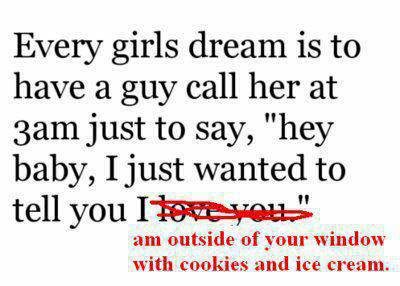 Every girls dream is to
have a guy call her at
3am just to say, "hey
baby, I just wanted to
tell you I love you."
am outside of your window
with cookies and ice cream.